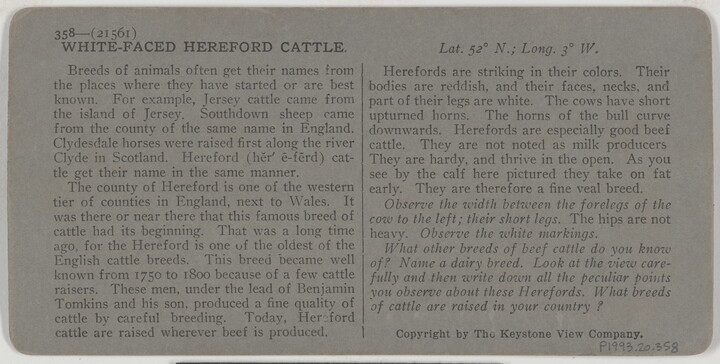 358—(21561)
WHITE-FACED HEREFORD CATTLE.
Breeds of animals often get their names from
the places where they have started or are best
known. For example, Jersey cattle came from
the island of Jersey. Southdown sheep came
from the county of the same name in England.
Clydesdale horses were raised first along the river
Clyde in Scotland. Hereford (hĕr′ ē-fẽrd) cat-
tle get their name in the same manner.
The county of Hereford is one of the western
tier of counties in England, next to Wales. It
was there or near there that this famous breed of
cattle had its beginning. That was a long time
ago, for the Hereford is one of the oldest of the
English cattle breeds. This breed became well
known from 1750 to 1800 because of a few cattle
raisers. These men, under the lead of Benjamin
Tomkins and his son, produced a fine quality of
cattle by careful breeding. Today, Hereford
cattle are raised wherever beef is produced.
Lat. 52° N.; Long. 3° W.
Herefords are striking in their colors. Their
bodies are reddish, and their faces, necks, and
part of their legs are white. The cows have short
upturned horns. The horns of the bull curve
downwards. Herefords are especially good beef
cattle. They are not noted as milk producers
They are hardy, and thrive in the open. As you
see by the calf here pictured they take on fat
early. They are therefore a fine veal breed.
Observe the width between the forelegs of the
cow to the left; their short legs. The hips are not
heavy. Observe the white markings.
What other breeds of beef cattle do you know
of? Name a dairy breed. Look at the view care-
fully and then write down all the peculiar points
you observe about these Herefords. What breeds
of cattle are raised in your country ?
Copyright by The Keystone View Company.
P1993.20.358